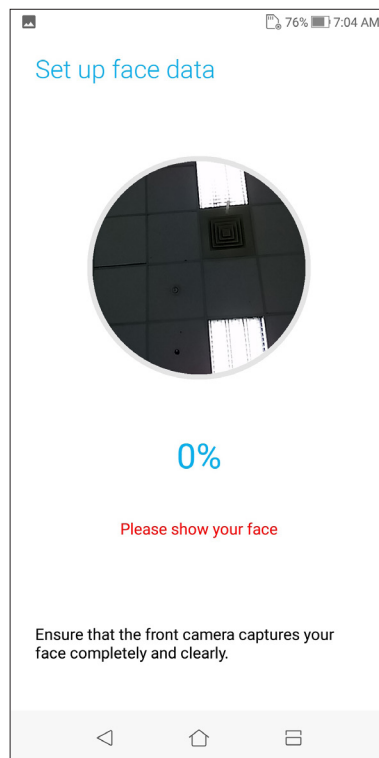 76% 7:04 AM
Set up face data
0%
Please show your face
Ensure that the front camera captures your
face completely and clearly.